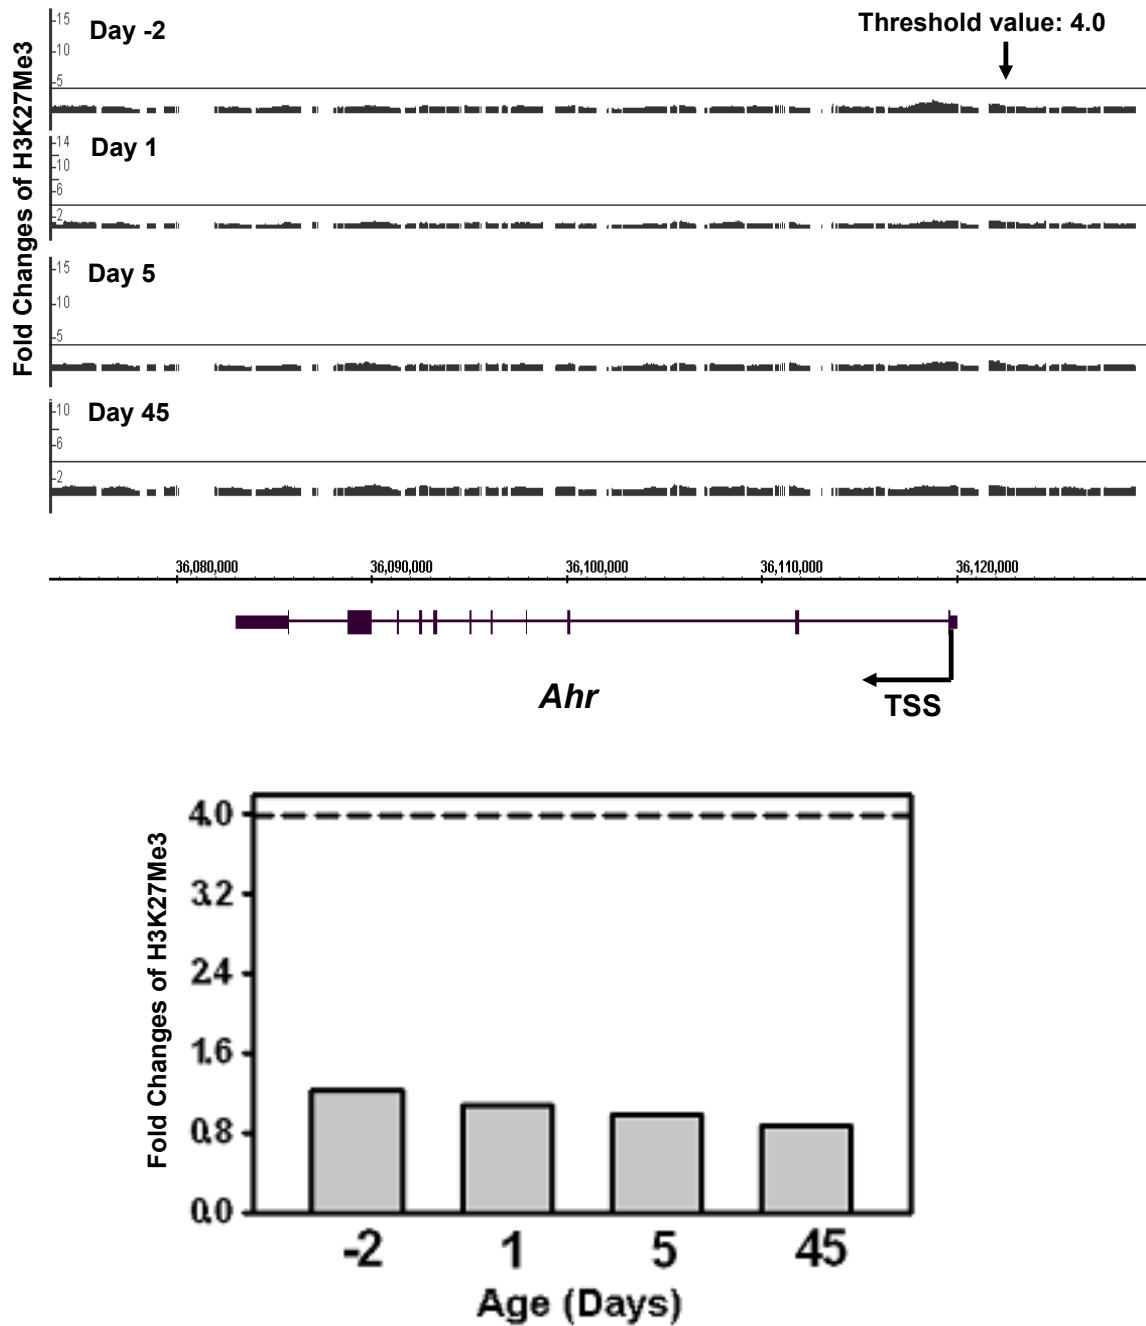 Fold Changes of H3K27Me3
Threshold value: 4.0
Day -2
15
10
5
Day 1
14
10
6
2
Day 5
15
10
5
Day 45
10
6
2
36,080,000 36,090,000 36,100,000 36,110,000 36,120,000
Ahr
TSS
Fold Changes of H3K27Me3
4.0
3.2
2.4
1.6
0.8
0.0
-2 1 5 45
Age (Days)